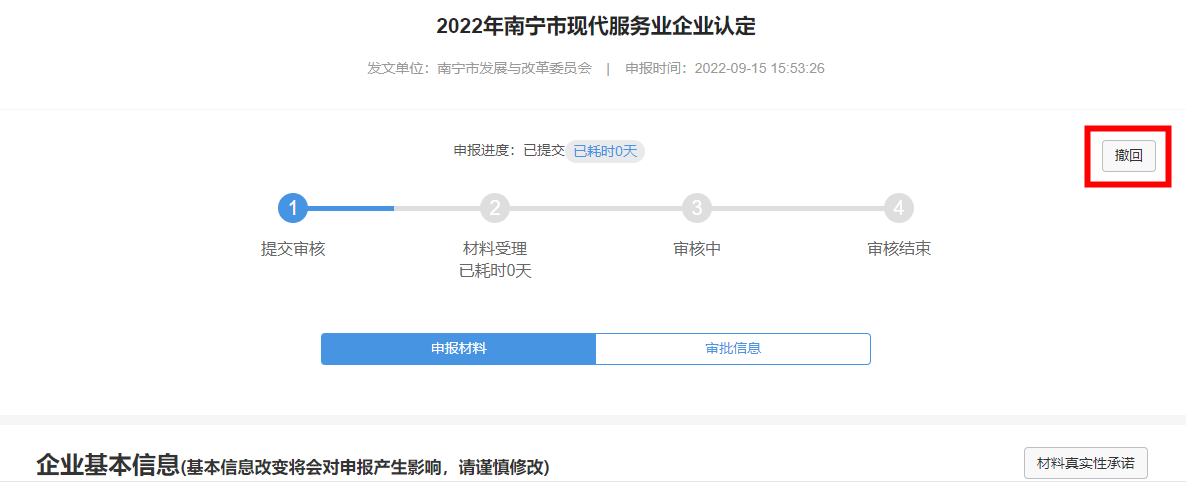 2022年南宁市现代服务业企业认定
发文单位：南宁市发展与改革委员会 | 申报时间：2022-09-15 15:53:26
申报进度：已提交 已耗时0天
撤回
1 2 3 4
提交审核 材料受理 审核中 审核结束
已耗时0天
申报材料 审批信息
企业基本信息(基本信息改变将会对申报产生影响，请谨慎修改)
材料真实性承诺